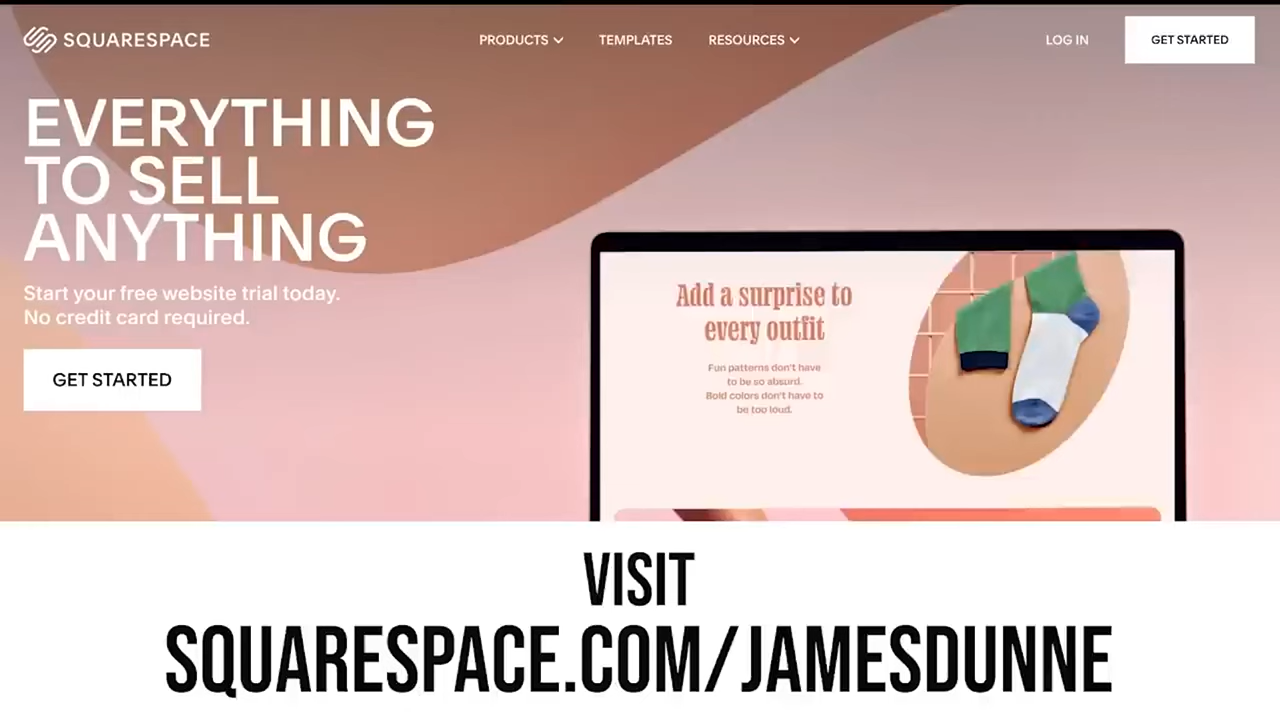 SQUARESPACE
PRODUCTS
TEMPLATES
RESOURCES
LOG IN
GET STARTED
EVERYTHING
TO SELL
ANYTHING
Start your free website trial today.
No credit card required.
GET STARTED
Add a surprise to
every outfit
Fun patterns don't have
to be so absurd.
Bold colors don't have to
be too loud.
VISIT
SQUARESPACE.COM/JAMESDUNNE